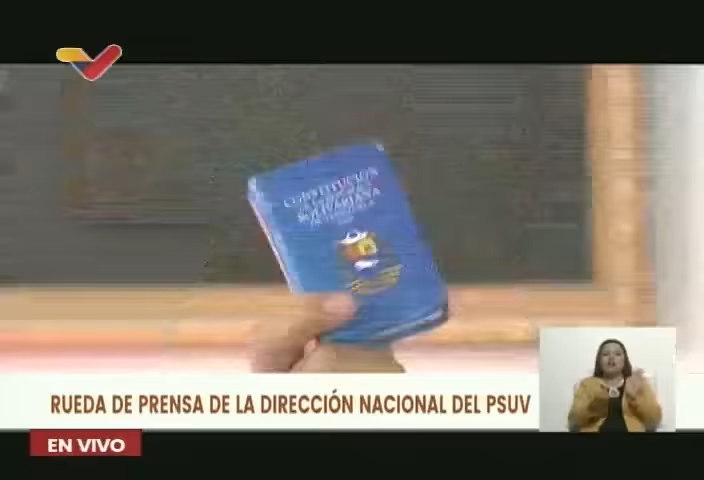 CONSTITUCIÓN
BOLIVARIANA
RUEDA DE PRENSA DE LA DIRECCIÓN NACIONAL DEL PSUV
EN VIVO